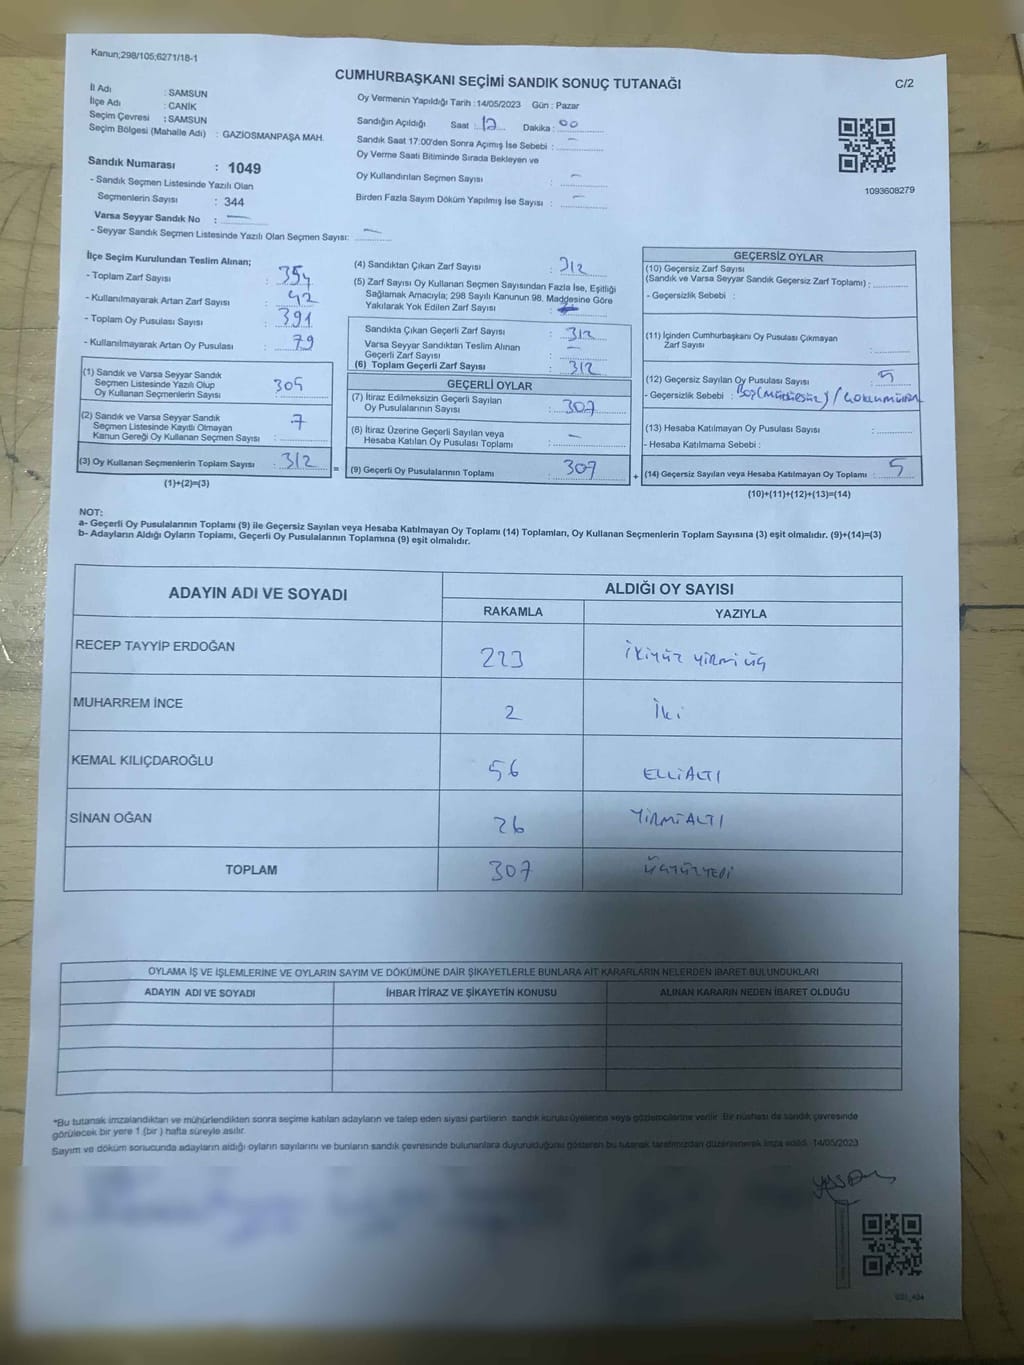 Kanun;298/105;6271/18-1
CUMHURBAŞKANI SEÇİMİ SANDIK SONUÇ TUTANAĞI
C/2
İl Adı : SAMSUN
İlçe Adı : CANİK
Seçim Çevresi : SAMSUN
Seçim Bölgesi (Mahalle Adı) : GAZİOSMANPAŞA MAH.
Sandık Numarası : 1049
- Sandık Seçmen Listesinde Yazılı Olan
Seçmenlerin Sayısı : 344
Varsa Seyyar Sandık No : —
- Seyyar Sandık Seçmen Listesinde Yazılı Olan Seçmen Sayısı: —
Oy Vermenin Yapıldığı Tarih : 14/05/2023 Gün : Pazar
Sandığın Açıldığı Saat : 17 Dakika : 00
Sandık Saat 17:00'den Sonra Açımış İse Sebebi : —
Oy Verme Saati Bitiminde Sırada Bekleyen ve
Oy Kullandırılan Seçmen Sayısı : —
Birden Fazla Sayım Döküm Yapılmış İse Sayısı : —
1093608279
İlçe Seçim Kurulundan Teslim Alınan;
- Toplam Zarf Sayısı : 354
- Kullanılmayarak Artan Zarf Sayısı : 42
- Toplam Oy Pusulası Sayısı : 391
- Kullanılmayarak Artan Oy Pusulası : 79
(1) Sandık ve Varsa Seyyar Sandık
Seçmen Listesinde Yazılı Olup
Oy Kullanan Seçmenlerin Sayısı : 305
(2) Sandık ve Varsa Seyyar Sandık
Seçmen Listesinde Kayıtlı Olmayan
Kanun Gereği Oy Kullanan Seçmen Sayısı : 7
(3) Oy Kullanan Seçmenlerin Toplam Sayısı : 312
=
(1)+(2)=(3)
(4) Sandıktan Çıkan Zarf Sayısı : 312
(5) Zarf Sayısı Oy Kullanan Seçmen Sayısından Fazla İse, Eşitliği
Sağlamak Amacıyla; 298 Sayılı Kanunun 98. Maddesine Göre
Yakılarak Yok Edilen Zarf Sayısı :
Sandıkta Çıkan Geçerli Zarf Sayısı : 312
Varsa Seyyar Sandıktan Teslim Alınan
Geçerli Zarf Sayısı : —
(6) Toplam Geçerli Zarf Sayısı : 312
GEÇERLİ OYLAR
(7) İtiraz Edilmeksizin Geçerli Sayılan
Oy Pusulalarının Sayısı : 307
(8) İtiraz Üzerine Geçerli Sayılan veya
Hesaba Katılan Oy Pusulası Toplamı : —
(9) Geçerli Oy Pusulalarının Toplamı : 307
+
GEÇERSİZ OYLAR
(10) Geçersiz Zarf Sayısı
(Sandık ve Varsa Seyyar Sandık Geçersiz Zarf Toplamı) :
- Geçersizlik Sebebi :
(11) İçinden Cumhurbaşkanı Oy Pusulası Çıkmayan
Zarf Sayısı :
(12) Geçersiz Sayılan Oy Pusulası Sayısı : 5
- Geçersizlik Sebebi : BOŞ (MÜHÜRSÜZ) /
(13) Hesaba Katılmayan Oy Pusulası Sayısı :
- Hesaba Katılmama Sebebi :
(14) Geçersiz Sayılan veya Hesaba Katılmayan Oy Toplamı : 5
(10)+(11)+(12)+(13)=(14)
NOT:
a- Geçerli Oy Pusulalarının Toplamı (9) ile Geçersiz Sayılan veya Hesaba Katılmayan Oy Toplamı (14) Toplamları, Oy Kullanan Seçmenlerin Toplam Sayısına (3) eşit olmalıdır. (9)+(14)=(3)
b- Adayların Aldığı Oyların Toplamı, Geçerli Oy Pusulalarının Toplamına (9) eşit olmalıdır.
ADAYIN ADI VE SOYADI ALDIĞI OY SAYISI
RAKAMLA YAZIYLA
RECEP TAYYİP ERDOĞAN 223 İKİYÜZ YİRMİ ÜÇ
MUHARREM İNCE 2 İki
KEMAL KILIÇDAROĞLU 56 ELLİALTI
SİNAN OĞAN 26 YİRMİALTI
TOPLAM 307 ÜÇYÜZYEDİ
OYLAMA İŞ VE İŞLEMLERİNE VE OYLARIN SAYIM VE DÖKÜMÜNE DAİR ŞİKAYETLERLE BUNLARA AİT KARARLARIN NELERDEN İBARET BULUNDUKLARI
ADAYIN ADI VE SOYADI İHBAR İTİRAZ VE ŞİKAYETİN KONUSU ALINAN KARARIN NEDEN İBARET OLDUĞU
*Bu tutanak imzalandıktan ve mühürlendikten sonra seçime katılan adayların ve talep eden siyasi partilerin sandık kurulu üyelerine veya gözlemcilerine verilir. Bir nüshası da sandık çevresinde
görülecek bir yere 1 (bir ) hafta süreyle asılır.
Sayım ve döküm sonucunda adayların aldığı oyların sayılarını ve bunların sandık çevresinde bulunanlara duyurulduğunu gösteren bu tutanak tarafımızdan düzenlenerek imza edildi. 14/05/2023